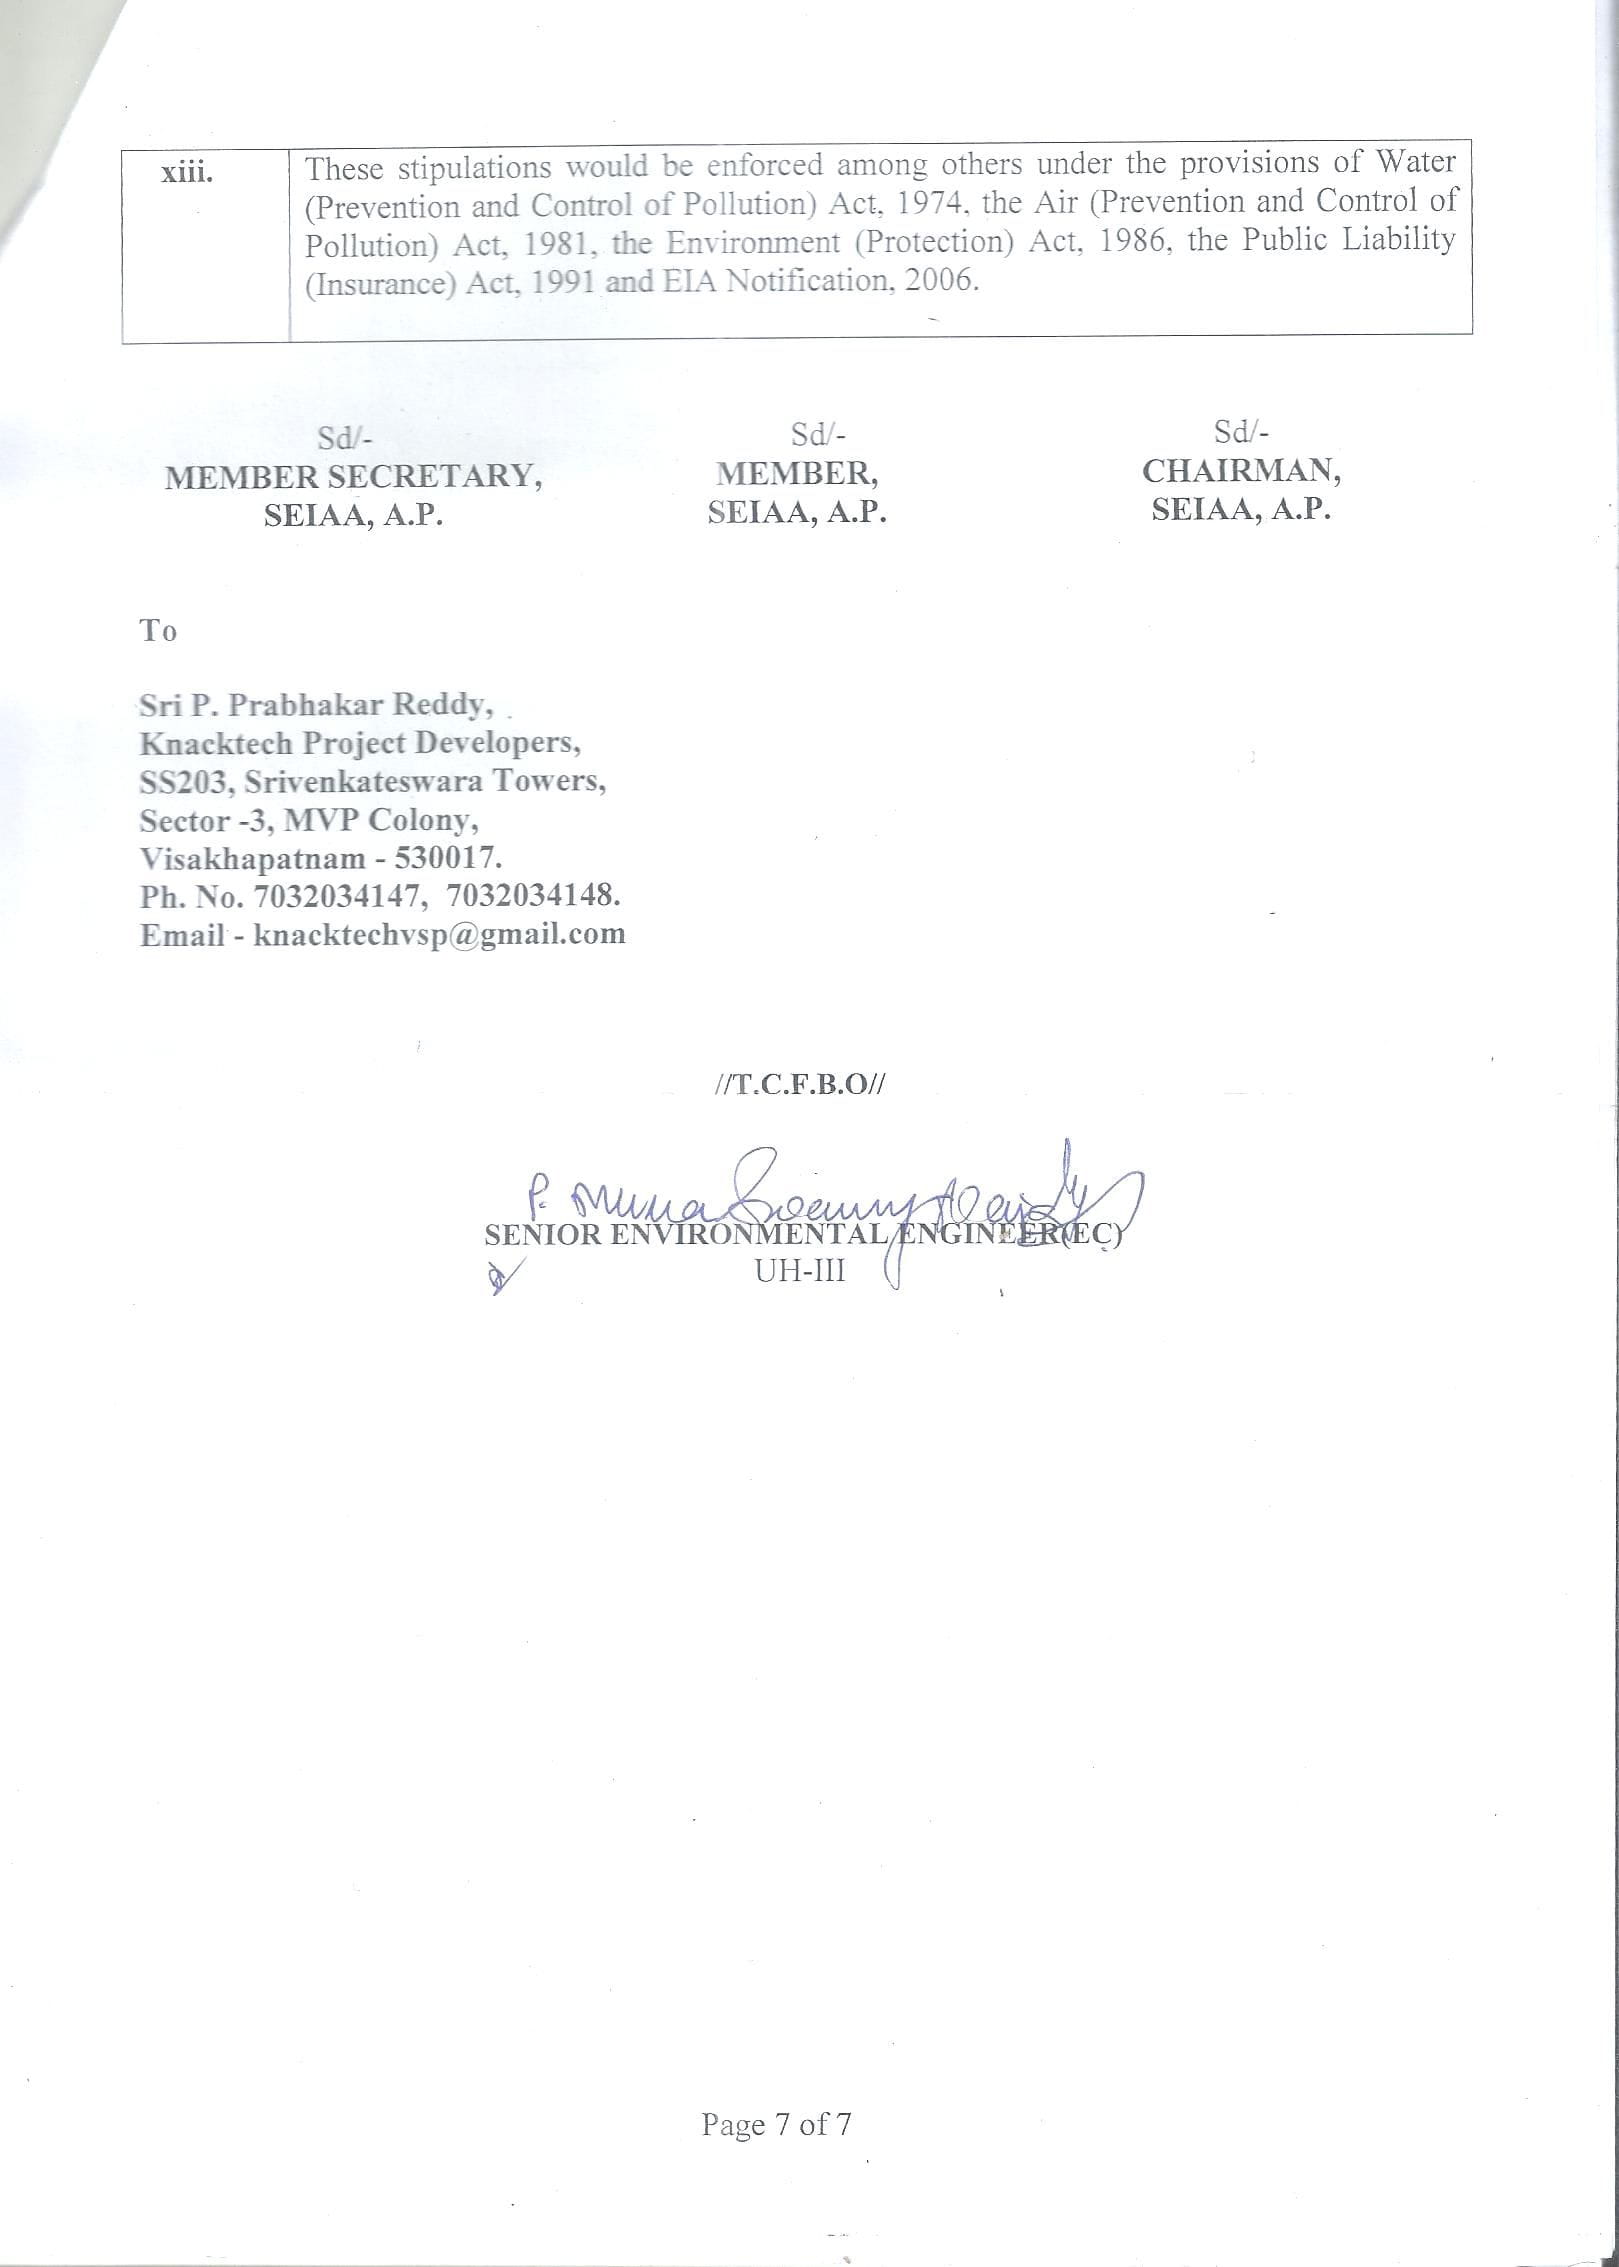 xiii.
These stipulations would be enforced among others under the provisions of Water
(Prevention and Control of Pollution) Act, 1974, the Air (Prevention and Control of
Pollution) Act, 1981, the Environment (Protection) Act, 1986, the Public Liability
(Insurance) Act, 1991 and EIA Notification, 2006.
Sd/- Sd/- Sd/-
MEMBER SECRETARY, MEMBER, CHAIRMAN,
SEIAA, A.P. SEIAA, A.P. SEIAA, A.P.
To
Sri P. Prabhakar Reddy,
Knacktech Project Developers,
SS203, Srivenkateswara Towers,
Sector -3, MVP Colony,
Visakhapatnam - 530017.
Ph. No. 7032034147, 7032034148.
Email - knacktechvsp@gmail.com
//T.C.F.B.O//
P.
SENIOR ENVIRONMENTAL ENGINEER(EC)
UH-III
Page 7 of 7